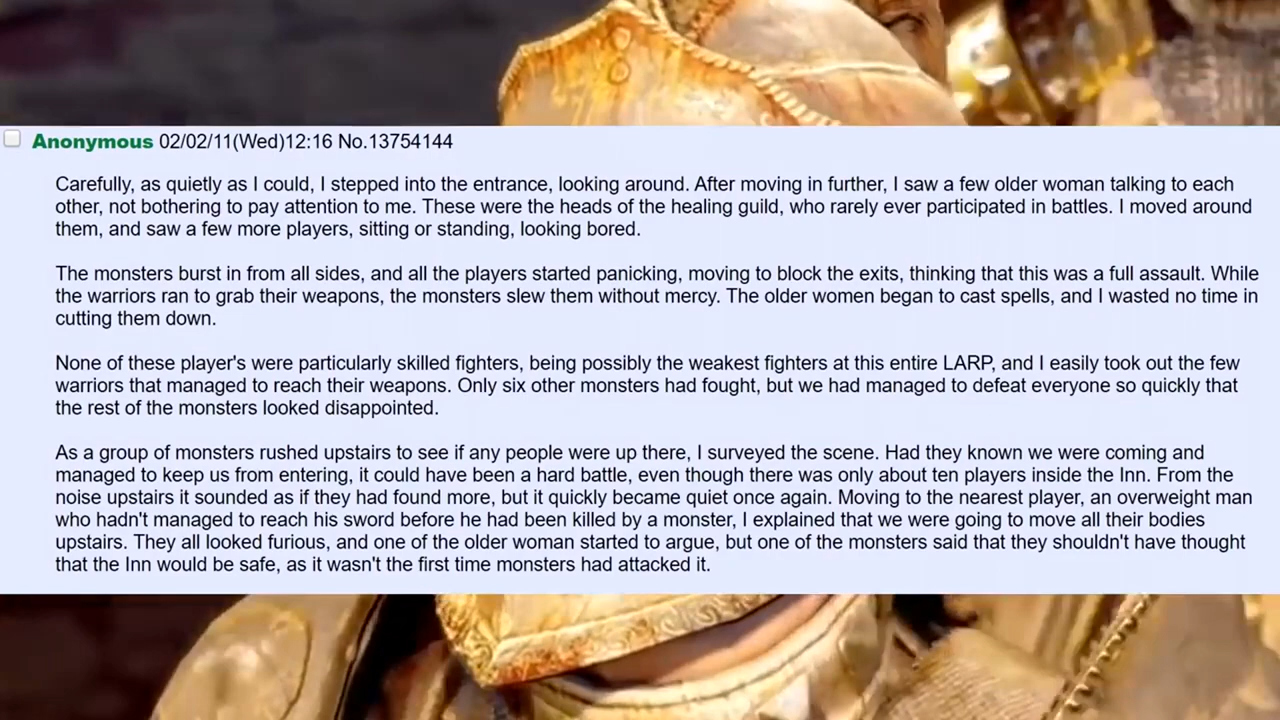 Anonymous 02/02/11(Wed)12:16 No.13754144
Carefully, as quietly as I could, I stepped into the entrance, looking around. After moving in further, I saw a few older woman talking to each
other, not bothering to pay attention to me. These were the heads of the healing guild, who rarely ever participated in battles. I moved around
them, and saw a few more players, sitting or standing, looking bored.
The monsters burst in from all sides, and all the players started panicking, moving to block the exits, thinking that this was a full assault. While
the warriors ran to grab their weapons, the monsters slew them without mercy. The older women began to cast spells, and I wasted no time in
cutting them down.
None of these player's were particularly skilled fighters, being possibly the weakest fighters at this entire LARP, and I easily took out the few
warriors that managed to reach their weapons. Only six other monsters had fought, but we had managed to defeat everyone so quickly that
the rest of the monsters looked disappointed.
As a group of monsters rushed upstairs to see if any people were up there, I surveyed the scene. Had they known we were coming and
managed to keep us from entering, it could have been a hard battle, even though there was only about ten players inside the Inn. From the
noise upstairs it sounded as if they had found more, but it quickly became quiet once again. Moving to the nearest player, an overweight man
who hadn't managed to reach his sword before he had been killed by a monster, I explained that we were going to move all their bodies
upstairs. They all looked furious, and one of the older woman started to argue, but one of the monsters said that they shouldn't have thought
that the Inn would be safe, as it wasn't the first time monsters had attacked it.